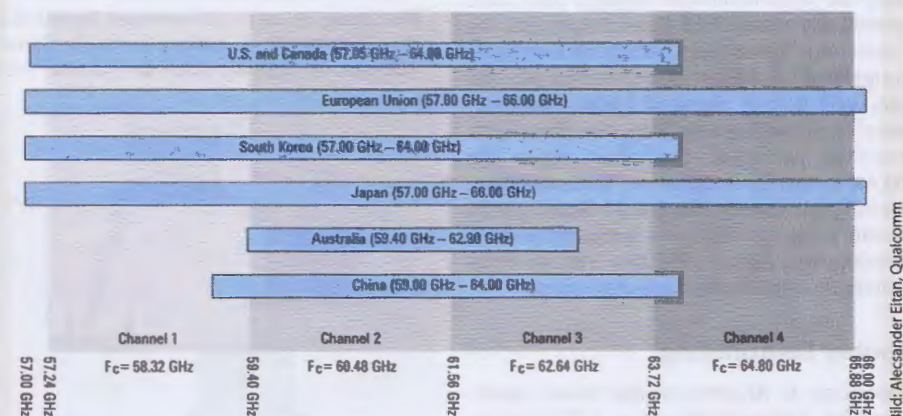 U.S. and Canada (57.05 GHz – 64.00 GHz)
European Union (57.00 GHz – 66.00 GHz)
South Korea (57.00 GHz – 64.00 GHz)
Japan (57.00 GHz – 66.00 GHz)
Australia (59.40 GHz – 62.90 GHz)
China (59.00 GHz – 64.00 GHz)
Channel 1
Channel 2
Channel 3
Channel 4
FC= 58.32 GHz
FC= 60.48 GHz
FC= 62.64 GHz
FC= 64.80 GHz
57.00 GHz
57.24 GHz
59.40 GHz
61.56 GHz
63.72 GHz
65.88 GHz
66.00 GHz
Bild: Alecsander Eitan, Qualcomm